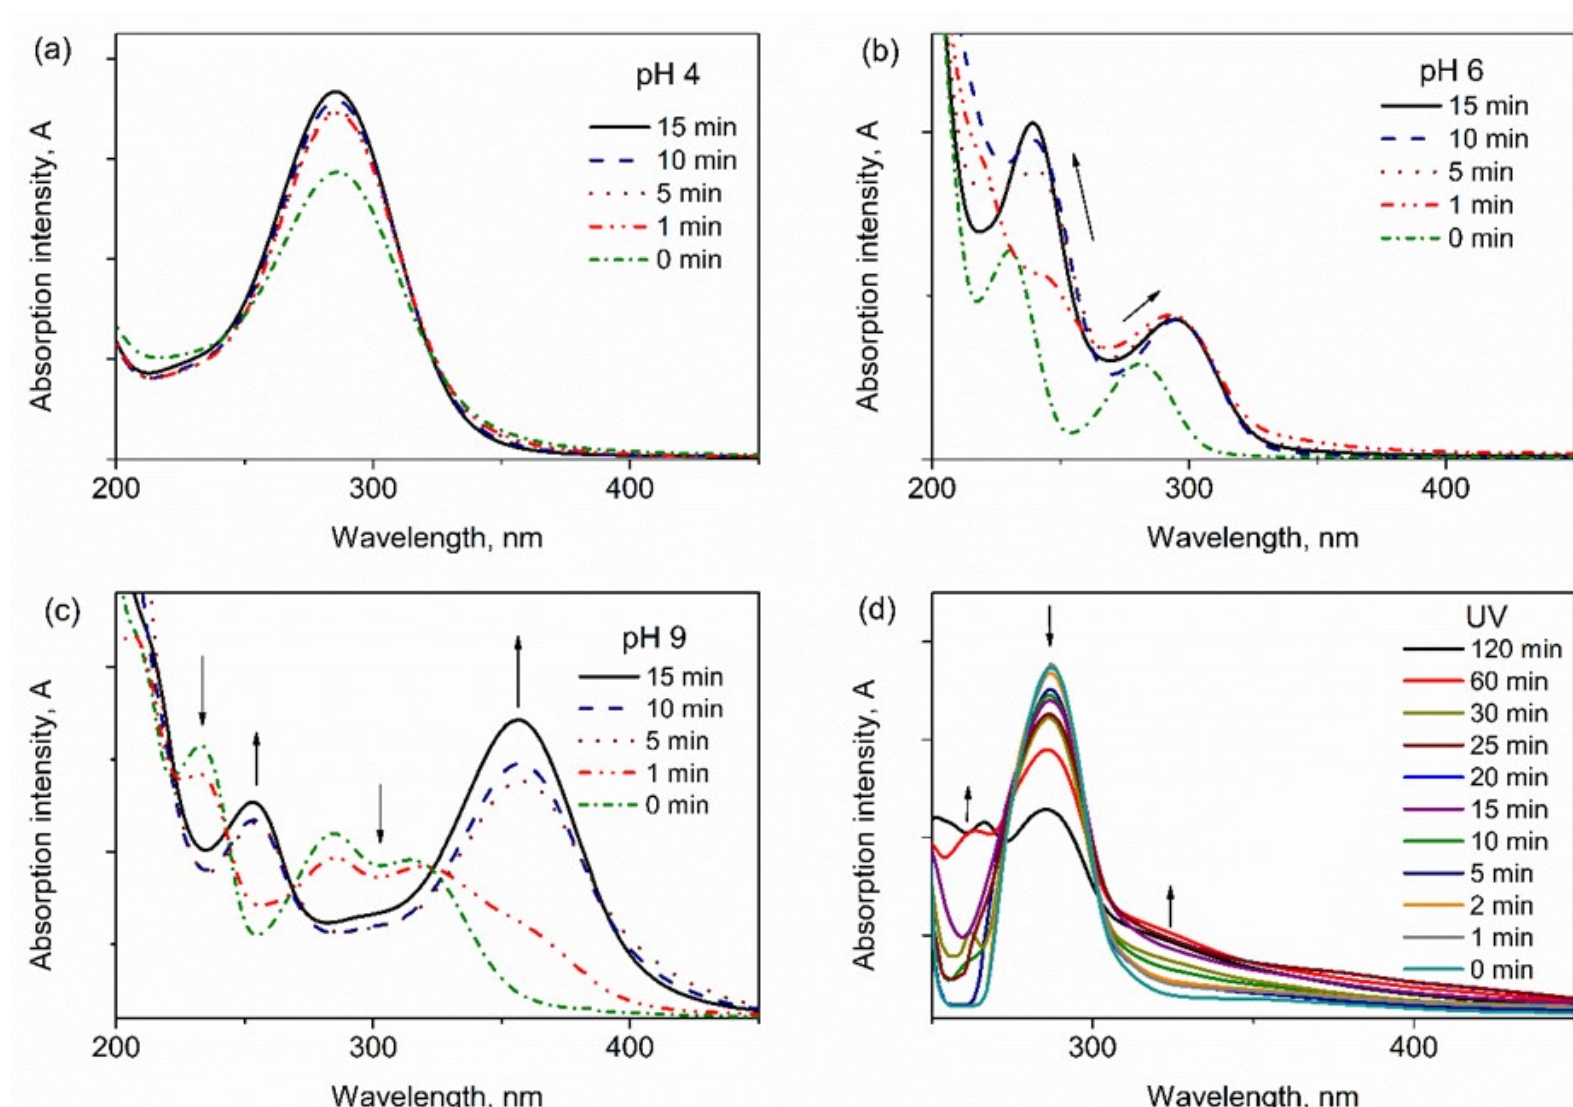 (a)
pH 4
15 min
10 min
5 min
1 min
0 min
Absorption intensity, A
200
300
400
Wavelength, nm
(b)
pH 6
15 min
10 min
5 min
1 min
0 min
Absorption intensity, A
200
300
400
Wavelength, nm
(c)
pH 9
15 min
10 min
5 min
1 min
0 min
Absorption intensity, A
200
300
400
Wavelength, nm
(d)
UV
120 min
60 min
30 min
25 min
20 min
15 min
10 min
5 min
2 min
1 min
0 min
Absorption intensity, A
300
400
Wavelength, nm